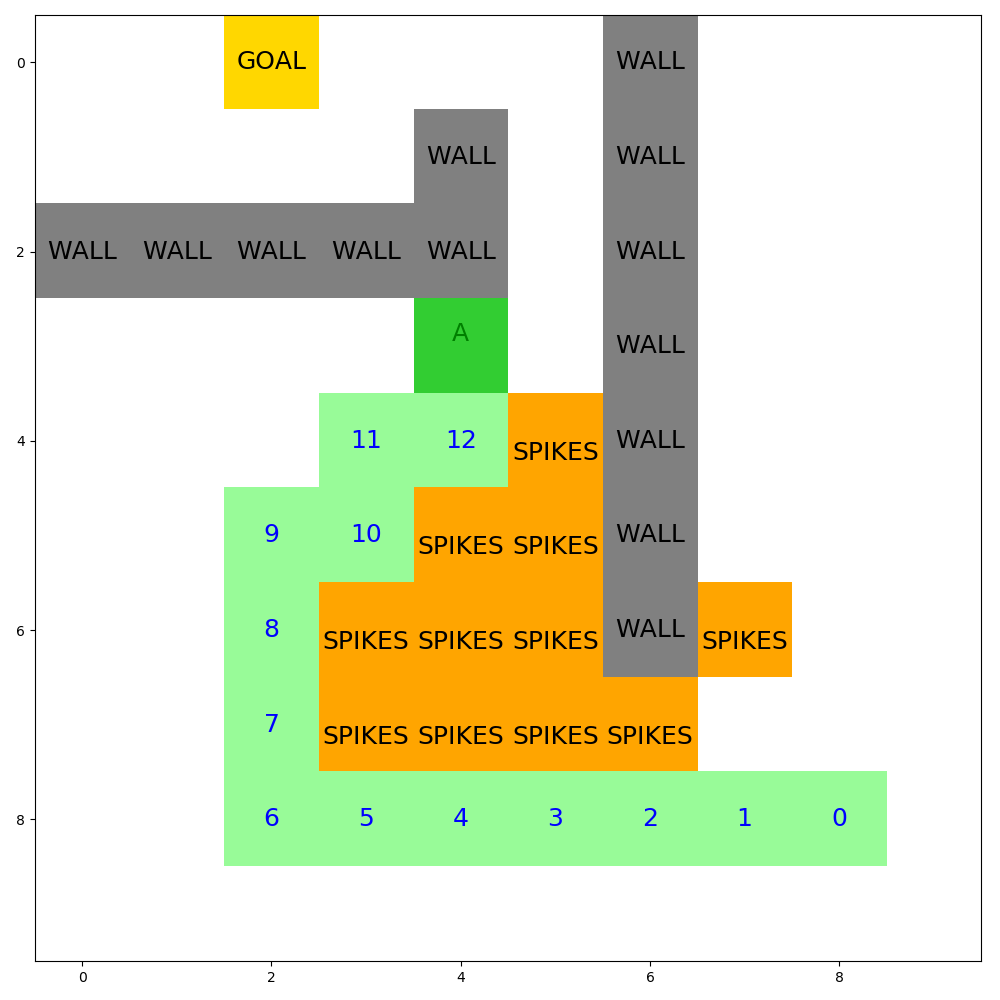 0 GOAL WALL
WALL WALL
2 WALL WALL WALL WALL WALL WALL
A WALL
4 11 12 SPIKES WALL
9 10 SPIKES SPIKES WALL
6 8 SPIKES SPIKES SPIKES WALL SPIKES
7 SPIKES SPIKES SPIKES SPIKES
8 6 5 4 3 2 1 0
0 2 4 6 8